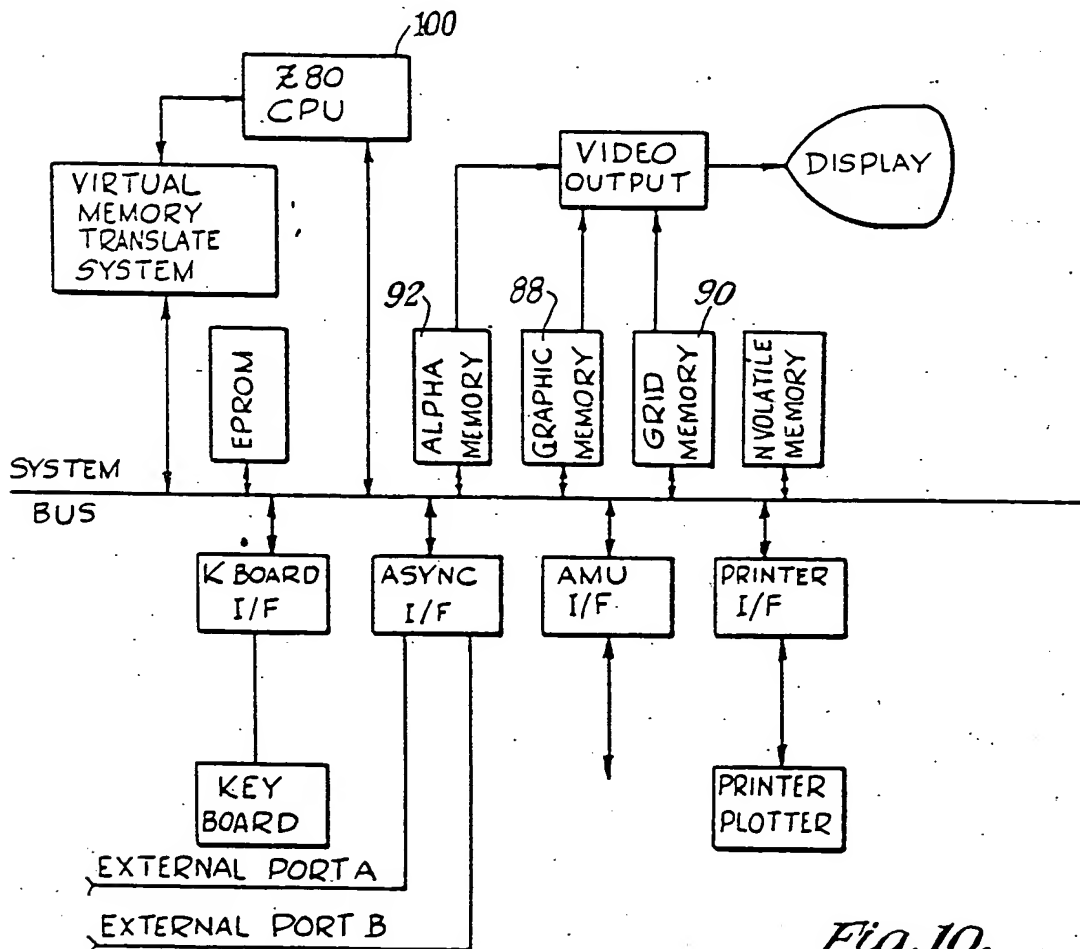 100
Z80
CPU
VIRTUAL
MEMORY
TRANSLATE
SYSTEM
VIDEO
OUTPUT
DISPLAY
92
88
90
EPROM
ALPHA
MEMORY
GRAPHIC
MEMORY
GRID
MEMORY
NVOLATILE
MEMORY
SYSTEM
BUS
K BOARD
I/F
ASYNC
I/F
AMU
I/F
PRINTER
I/F
KEY
BOARD
PRINTER
PLOTTER
EXTERNAL PORT A
EXTERNAL PORT B
Fig. 10.